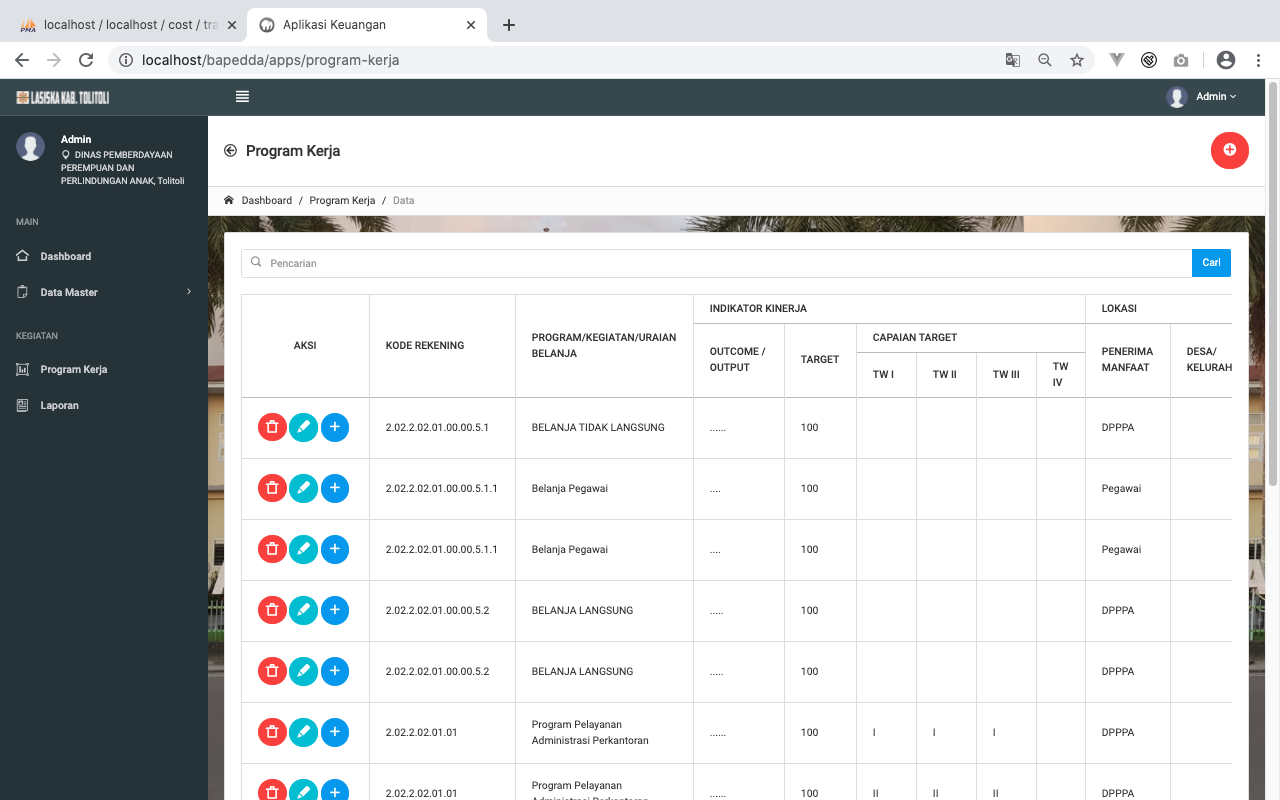 localhost / localhost / cost / tra
Aplikasi Keuangan
localhost/bapedda/apps/program-kerja
LASISKA KAB. TOLITOLI
Admin
Admin
DINAS PEMBERDAYAAN
PEREMPUAN DAN
PERLINDUNGAN ANAK, Tolitoli
MAIN
Dashboard
Data Master
KEGIATAN
Program Kerja
Laporan
Program Kerja
Dashboard / Program Kerja / Data
Pencarian
Cari
AKSI
KODE REKENING
PROGRAM/KEGIATAN/URAIAN
BELANJA
INDIKATOR KINERJA
LOKASI
OUTCOME /
OUTPUT
TARGET
CAPAIAN TARGET
TW I
TW II
TW III
TW
IV
PENERIMA
MANFAAT
DESA/
KELURAH
2.02.2.02.01.00.00.5.1 BELANJA TIDAK LANGSUNG ...... 100 DPPPA
2.02.2.02.01.00.00.5.1.1 Belanja Pegawai .... 100 Pegawai
2.02.2.02.01.00.00.5.1.1 Belanja Pegawai .... 100 Pegawai
2.02.2.02.01.00.00.5.2 BELANJA LANGSUNG ..... 100 DPPPA
2.02.2.02.01.00.00.5.2 BELANJA LANGSUNG ..... 100 DPPPA
Program Pelayanan
2.02.2.02.01.01 Administrasi Perkantoran ...... 100 I I I DPPPA
Program Pelayanan
2.02.2.02.01.01 Administrasi Perkantoran ...... 100 II II II DPPPA